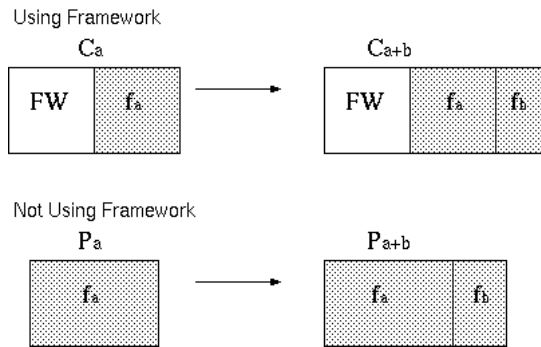 Using Framework
Ca Ca+b
FW fa FW fa fb
Not Using Framework
Pa Pa+b
fa fa fb